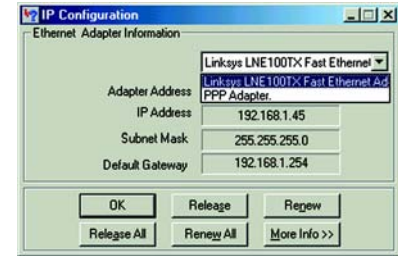 IP Configuration
Ethernet Adapter Information
Linksys LNE100TX Fast Ethernet
Linksys LNE100TX Fast Ethernet Ad
Adapter Address
PPP Adapter.
IP Address 192.168.1.45
Subnet Mask 255.255.255.0
Default Gateway 192.168.1.254
OK Release Renew
Release All Renew All More Info >>